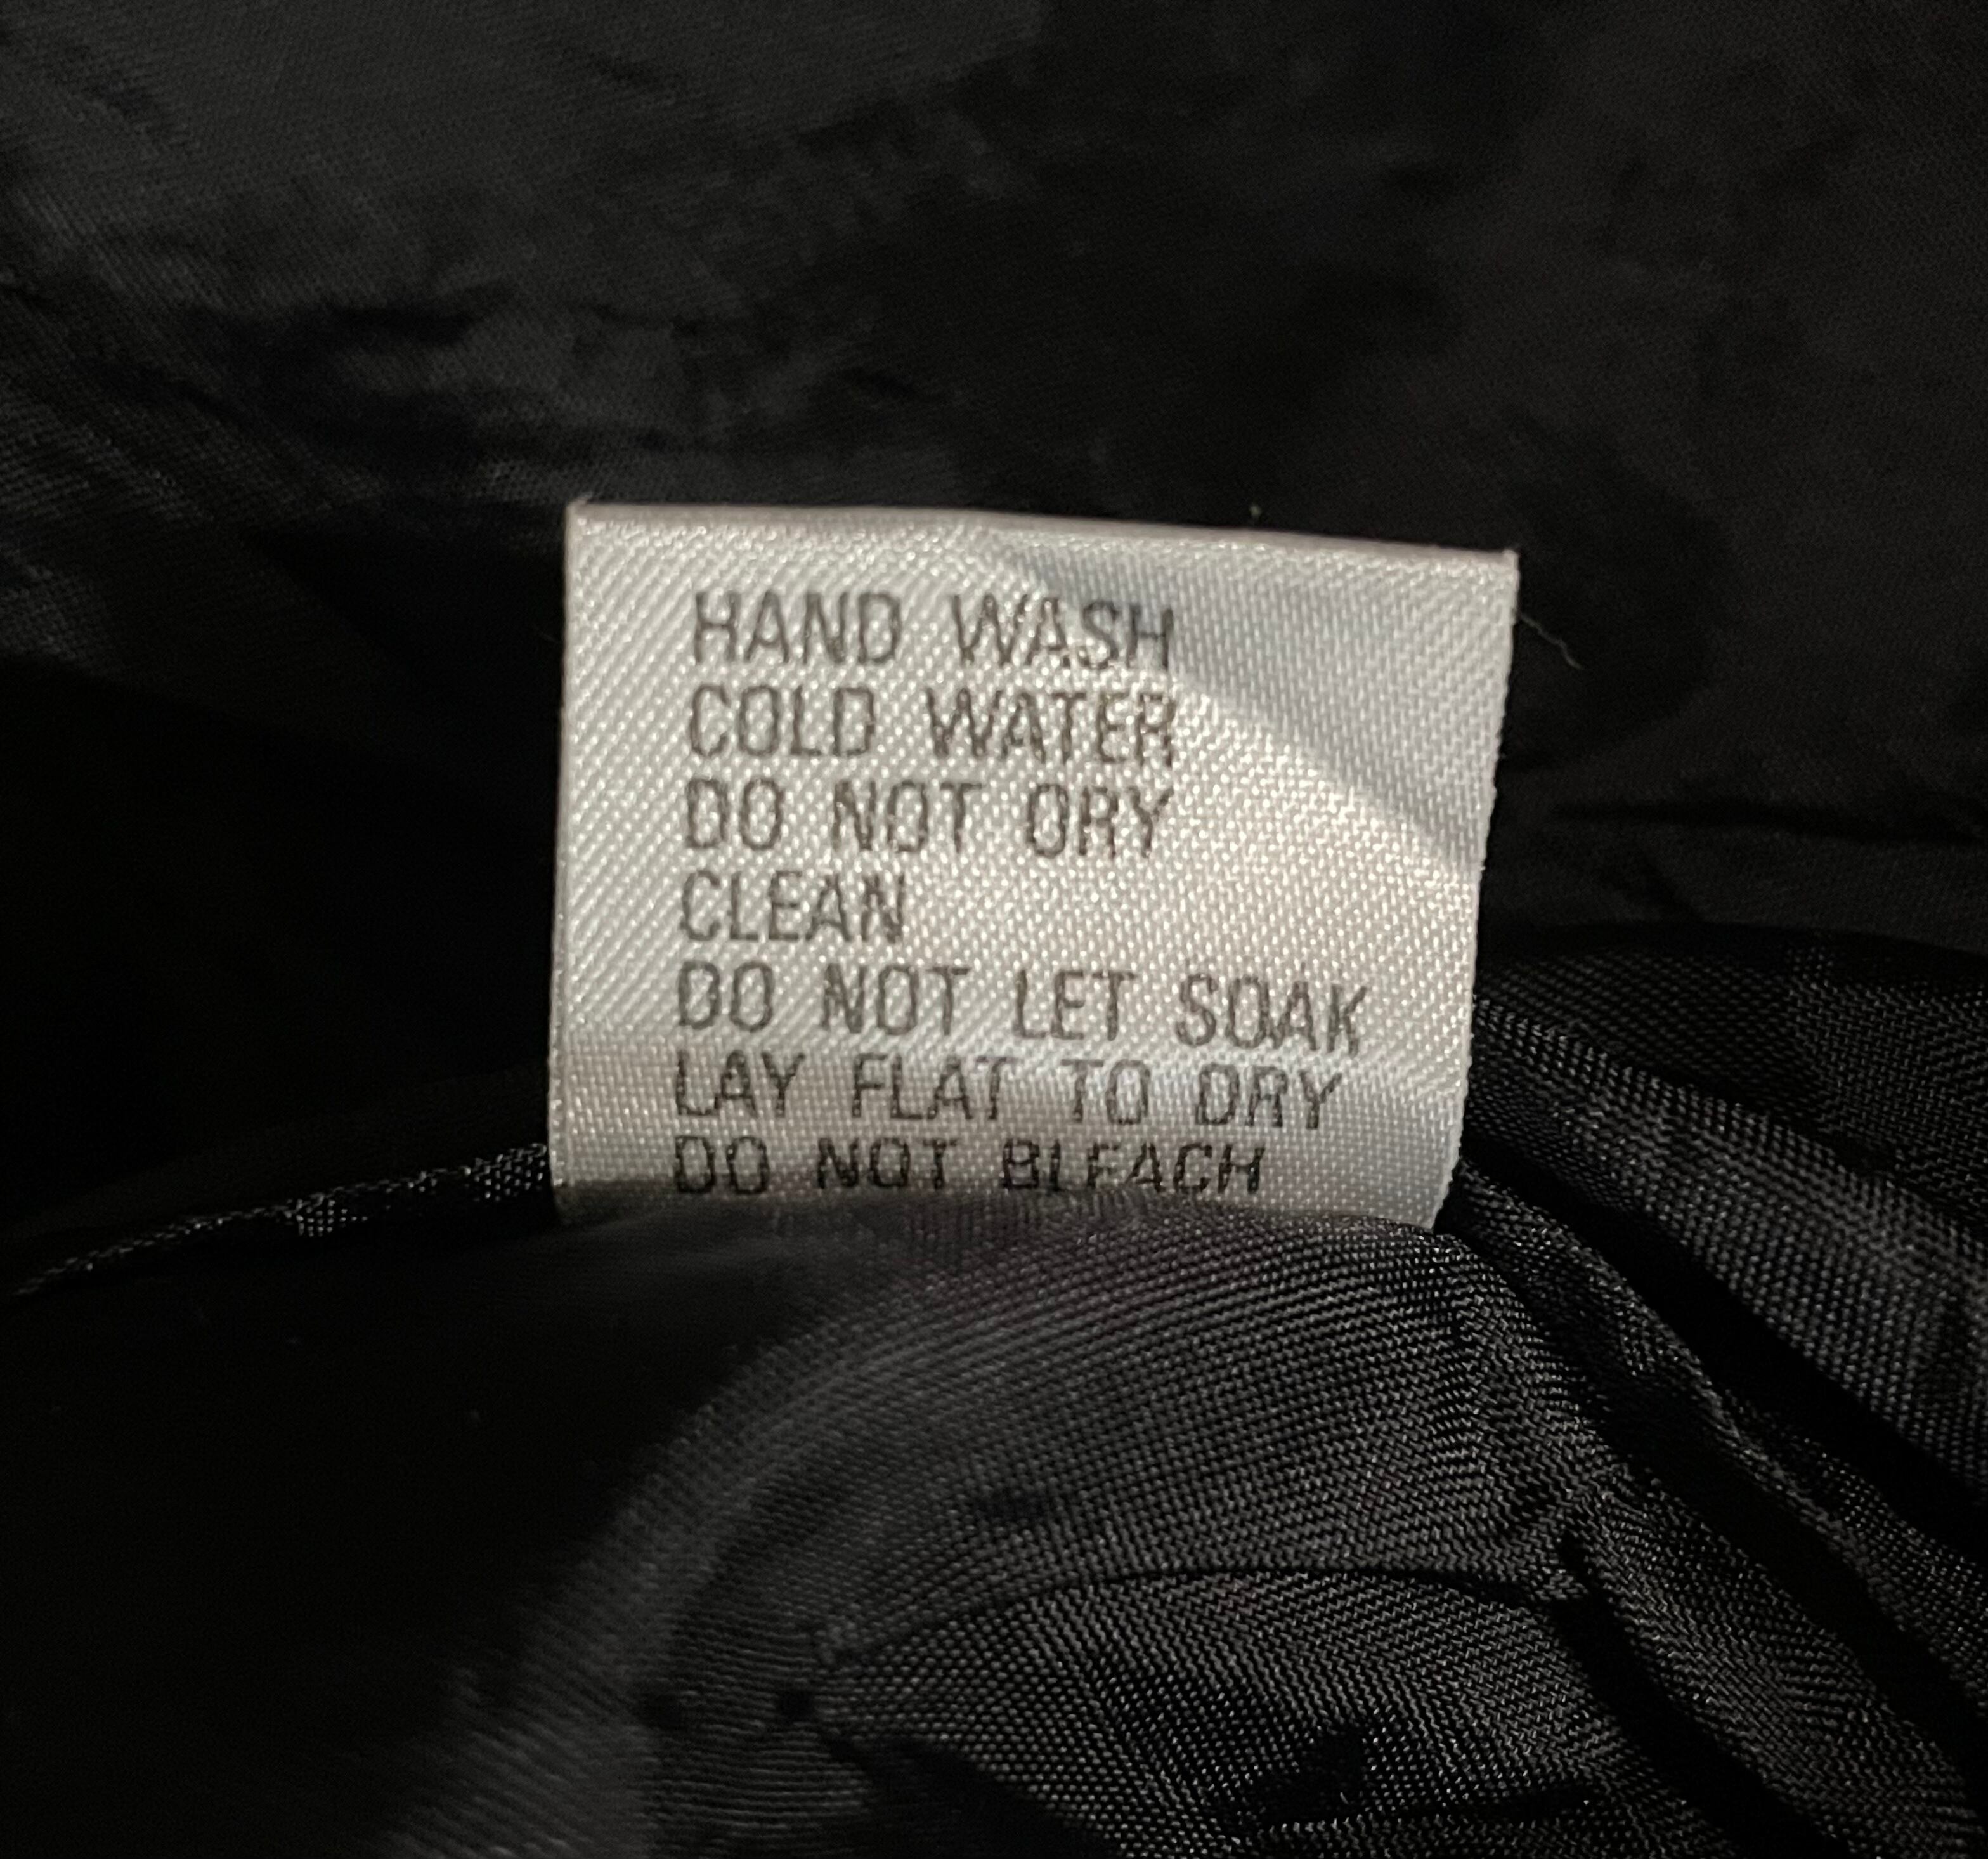 HAND WASH
COLD WATER
DO NOT DRY
CLEAN
DO NOT LET SOAK
LAY FLAT TO DRY
DO NOT BLEACH